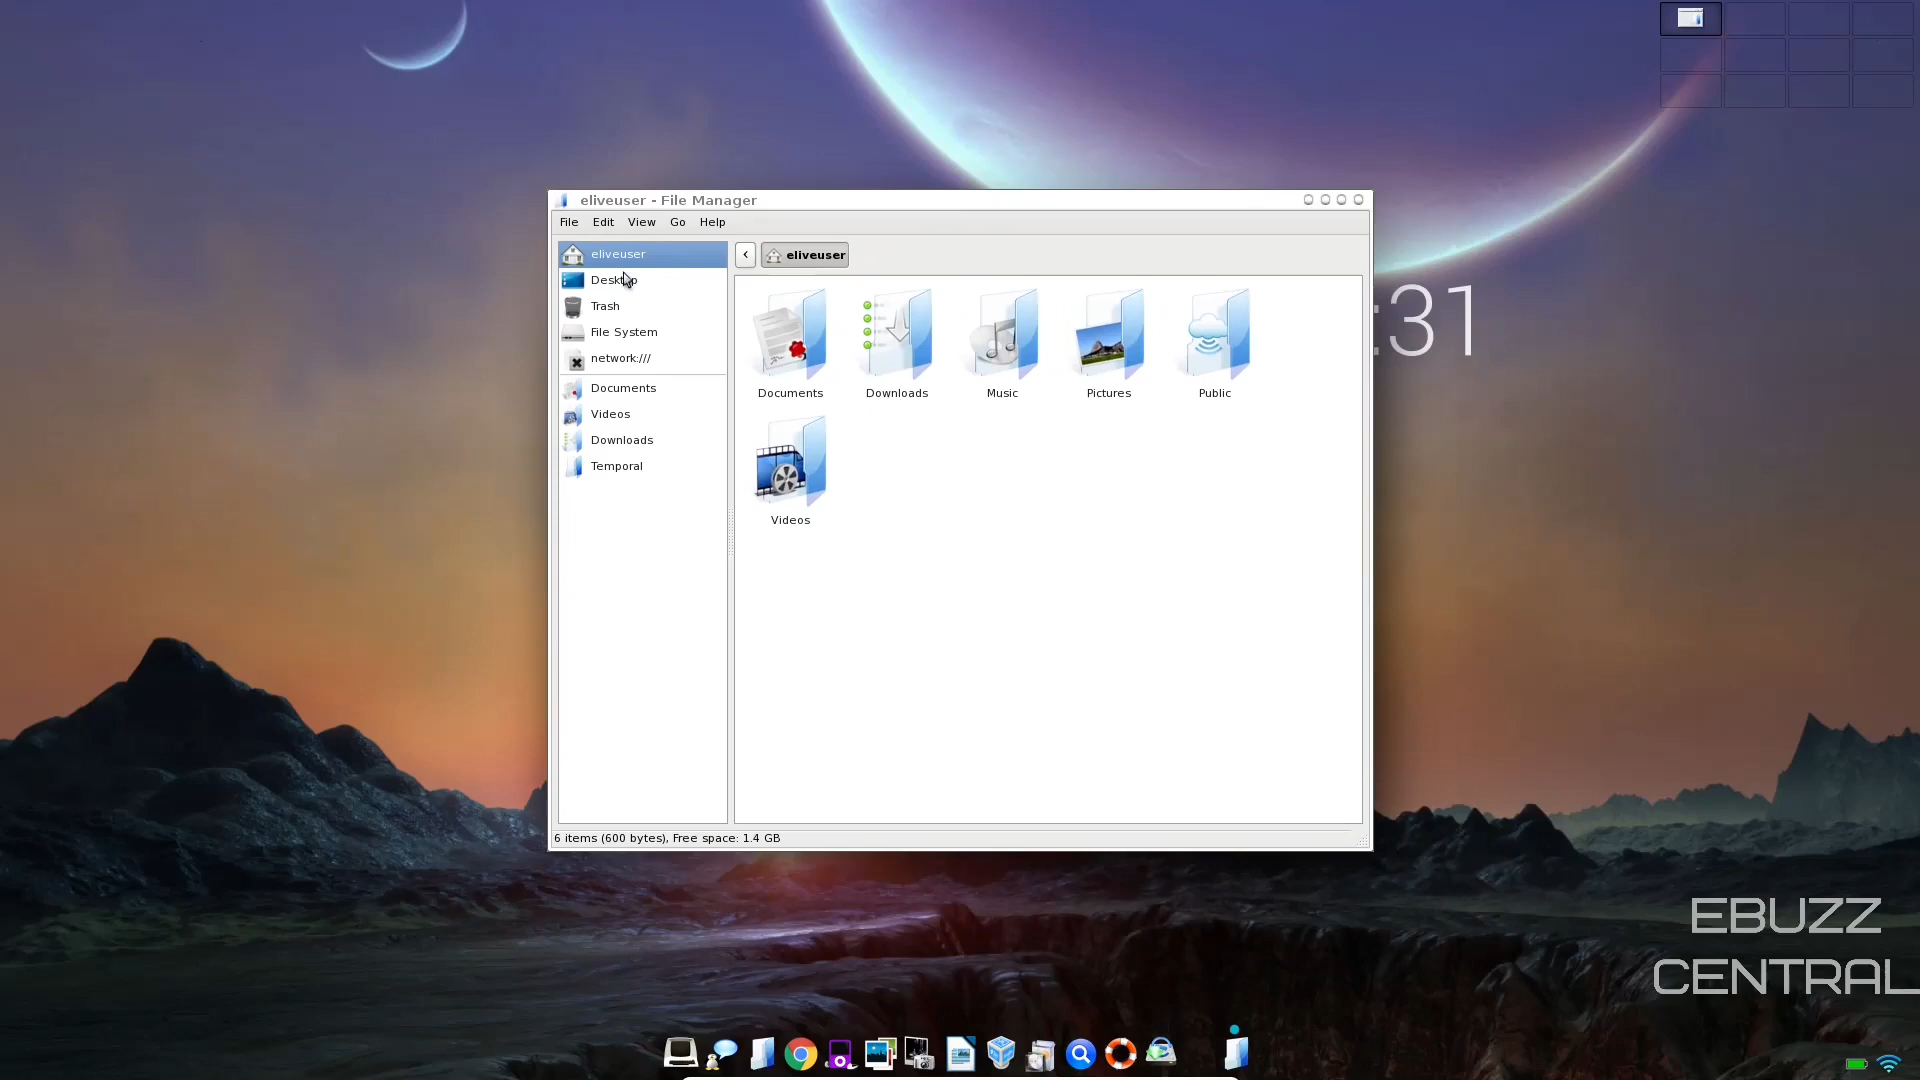 eliveuser - File Manager
File Edit View Go Help
eliveuser
Desktop
Trash
File System
network:///
Documents
Videos
Downloads
Temporal
eliveuser
Documents Downloads Music Pictures Public
Videos
:31
6 items (600 bytes), Free space: 1.4 GB
EBUZZ
CENTRAL